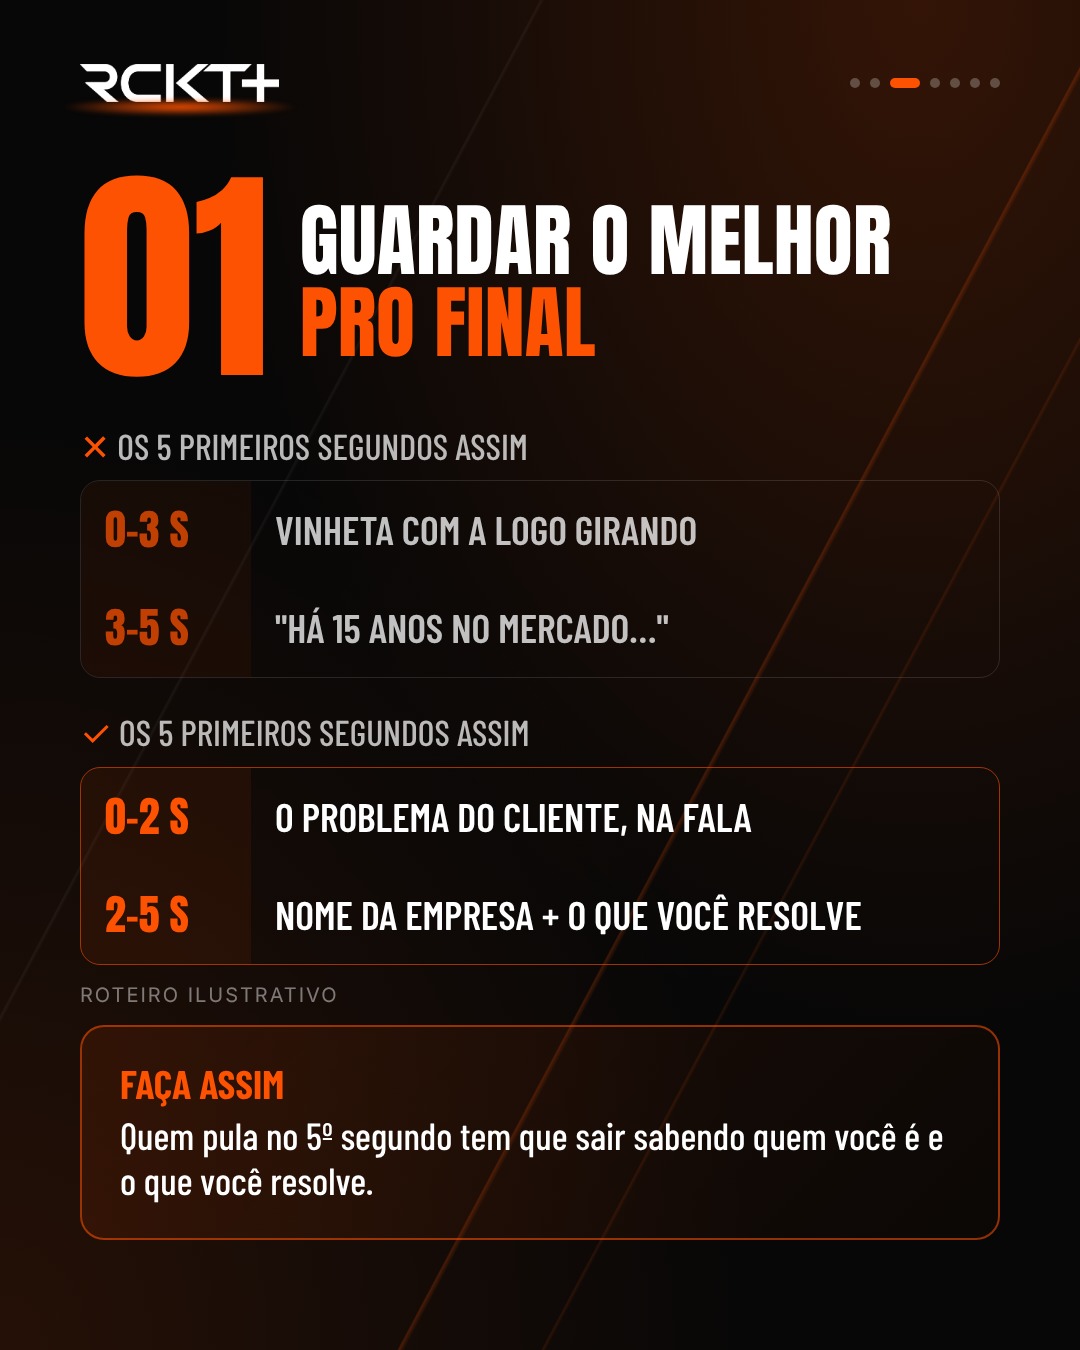 RCKT+
01
GUARDAR O MELHOR
PRO FINAL
✕ OS 5 PRIMEIROS SEGUNDOS ASSIM
0-3 S VINHETA COM A LOGO GIRANDO
3-5 S "HÁ 15 ANOS NO MERCADO..."
✓ OS 5 PRIMEIROS SEGUNDOS ASSIM
0-2 S O PROBLEMA DO CLIENTE, NA FALA
2-5 S NOME DA EMPRESA + O QUE VOCÊ RESOLVE
ROTEIRO ILUSTRATIVO
FAÇA ASSIM
Quem pula no 5º segundo tem que sair sabendo quem você é e
o que você resolve.